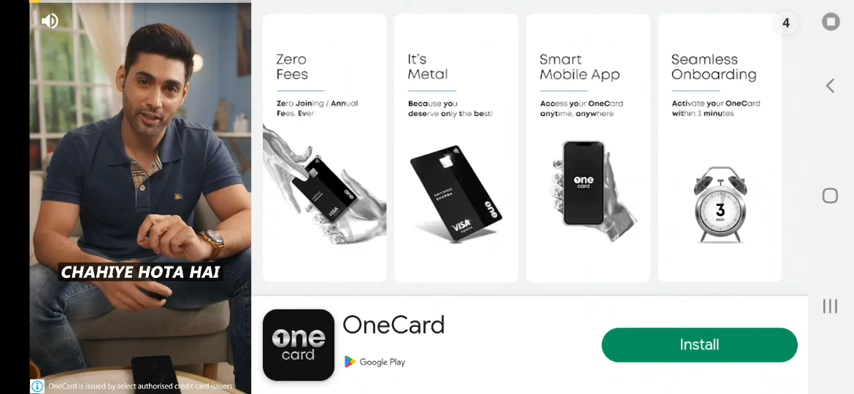 CHAHIYE HOTA HAI
OneCard is issued by select authorised credit card issuers
Zero
Fees
Zero Joining / Annual
Fees. Ever.
It's
Metal
Because you
deserve only the best!
VISA
one
Smart
Mobile App
Access your OneCard
anytime, anywhere
one
card
Seamless
Onboarding
Activate your OneCard
within 3 minutes
3
4
one
card
OneCard
Google Play
Install